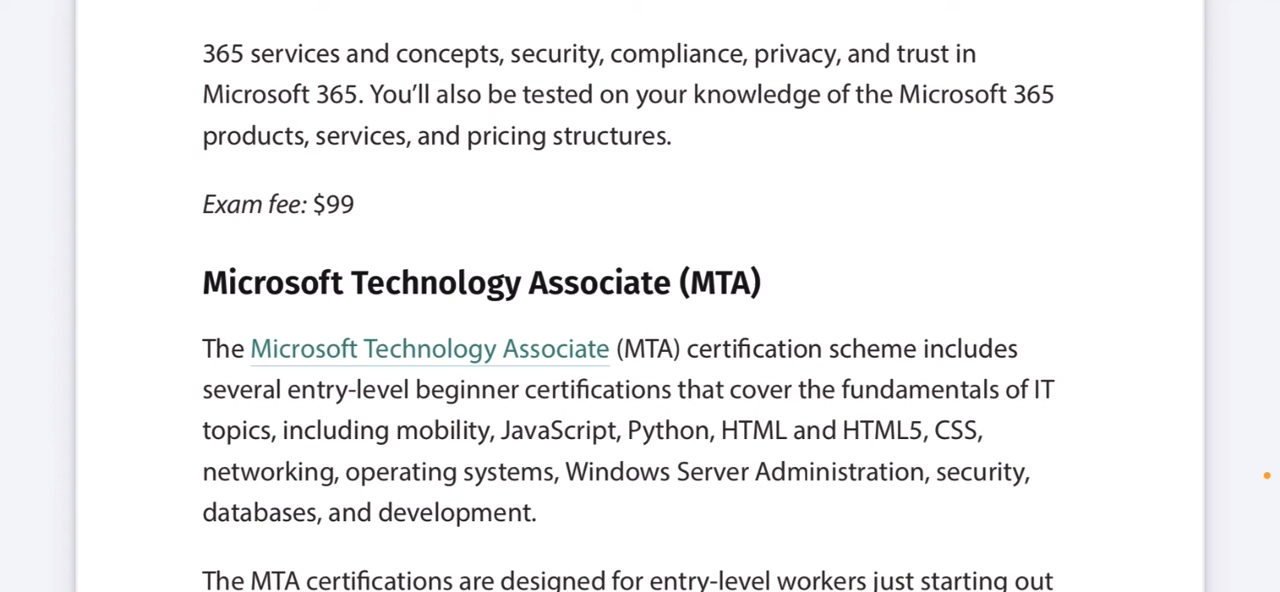 365 services and concepts, security, compliance, privacy, and trust in
Microsoft 365. You’ll also be tested on your knowledge of the Microsoft 365
products, services, and pricing structures.
Exam fee: $99
Microsoft Technology Associate (MTA)
The Microsoft Technology Associate (MTA) certification scheme includes
several entry-level beginner certifications that cover the fundamentals of IT
topics, including mobility, JavaScript, Python, HTML and HTML5, CSS,
networking, operating systems, Windows Server Administration, security,
databases, and development.
The MTA certifications are designed for entry-level workers just starting out